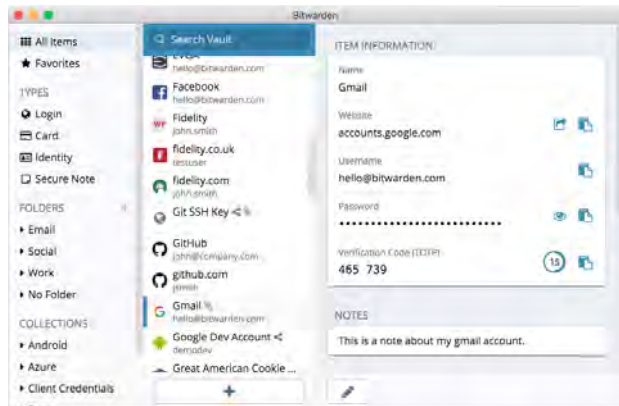 Bitwarden
All Items
Favorites
TYPES
Login
Card
Identity
Secure Note
FOLDERS
Email
Social
Work
No Folder
COLLECTIONS
Android
Azure
Client Credentials
Search Vault
EVGA
hello@bitwarden.com
Facebook
hello@bitwarden.com
WF
Fidelity
john.smith
fidelity.co.uk
testuser
fidelity.com
john.smith
Git SSH Key
GitHub
john@company.com
github.com
jsmith
Gmail
hello@bitwarden.com
Google Dev Account
demodev
Great American Cookie ...
ITEM INFORMATION
Name
Gmail
Website
accounts.google.com
Username
hello@bitwarden.com
Password
••••••••••••••••••••••••
Verification Code (TOTP)
465 739
15
NOTES
This is a note about my gmail account.